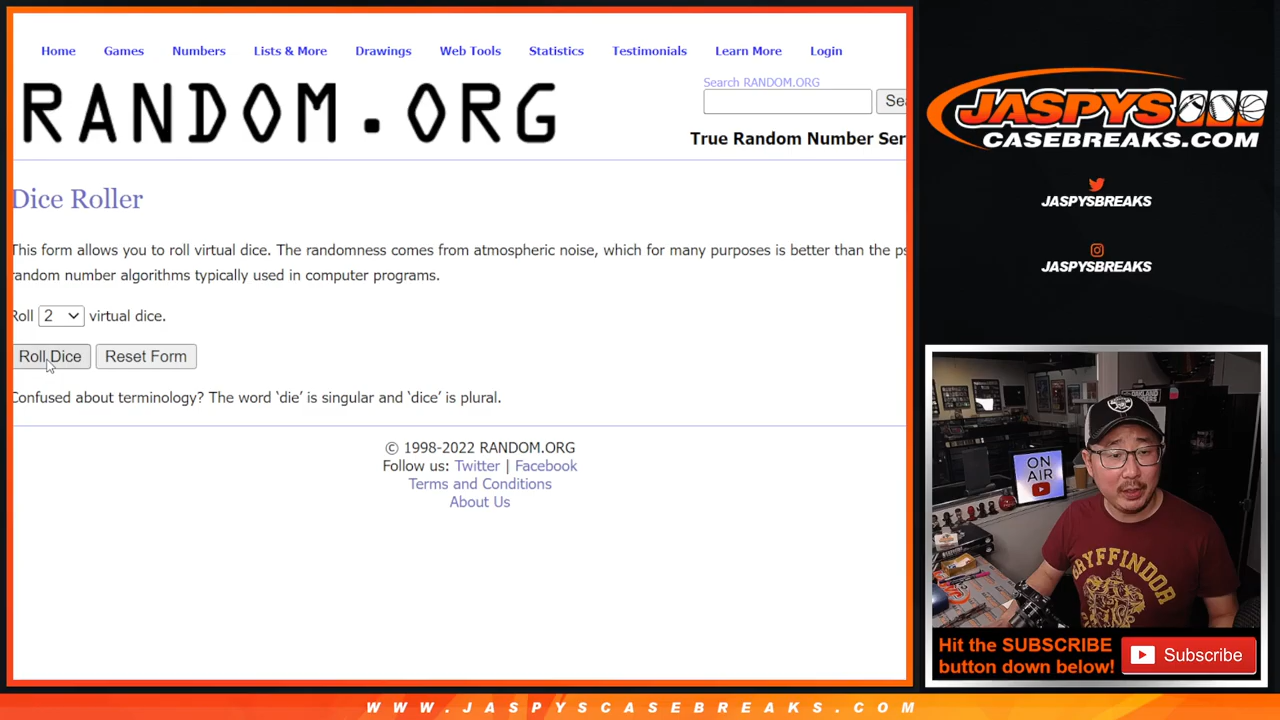 Home Games Numbers Lists & More Drawings Web Tools Statistics Testimonials Learn More Login
Search RANDOM.ORG
RANDOM.ORG
True Random Number Ser
Dice Roller
This form allows you to roll virtual dice. The randomness comes from atmospheric noise, which for many purposes is better than the ps
random number algorithms typically used in computer programs.
Roll 2 virtual dice.
Roll Dice Reset Form
Confused about terminology? The word ‘die’ is singular and ‘dice’ is plural.
© 1998-2022 RANDOM.ORG
Follow us: Twitter | Facebook
Terms and Conditions
About Us
JASPYS
CASEBREAKS.COM
JASPYSBREAKS
JASPYSBREAKS
ON
AIR
GRYFFINDOR
Hit the SUBSCRIBE
button down below!
Subscribe
WWW.JASPYSCASEBREAKS.COM